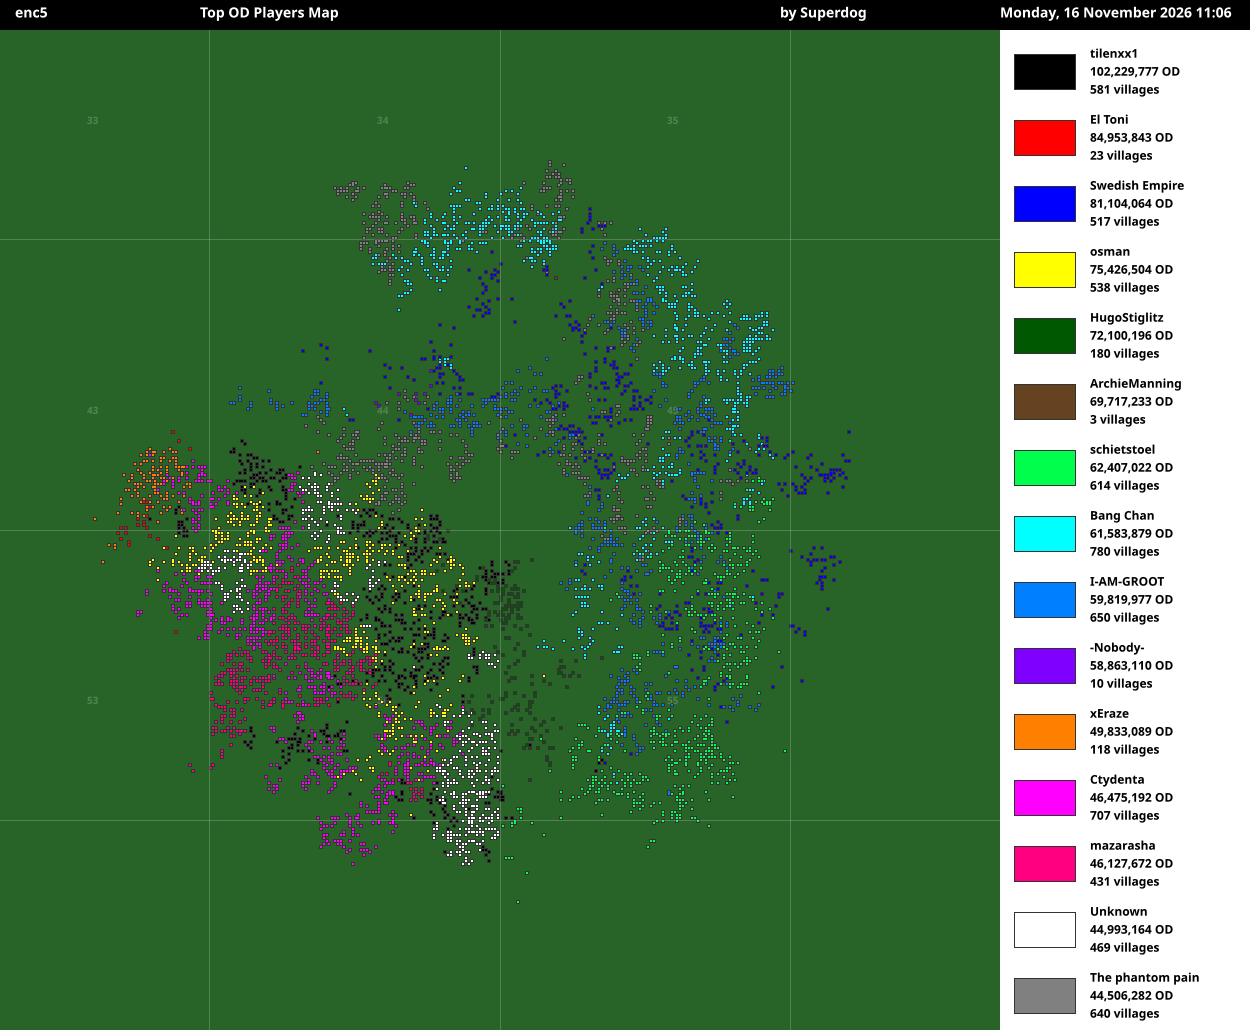 enc5 Top OD Players Map by Superdog Monday, 16 November 2026 11:06
33 34 35
43 44 45
53 55
tilenxx1
102,229,777 OD
581 villages
El Toni
84,953,843 OD
23 villages
Swedish Empire
81,104,064 OD
517 villages
osman
75,426,504 OD
538 villages
HugoStiglitz
72,100,196 OD
180 villages
ArchieManning
69,717,233 OD
3 villages
schietstoel
62,407,022 OD
614 villages
Bang Chan
61,583,879 OD
780 villages
I-AM-GROOT
59,819,977 OD
650 villages
-Nobody-
58,863,110 OD
10 villages
xEraze
49,833,089 OD
118 villages
Ctydenta
46,475,192 OD
707 villages
mazarasha
46,127,672 OD
431 villages
Unknown
44,993,164 OD
469 villages
The phantom pain
44,506,282 OD
640 villages